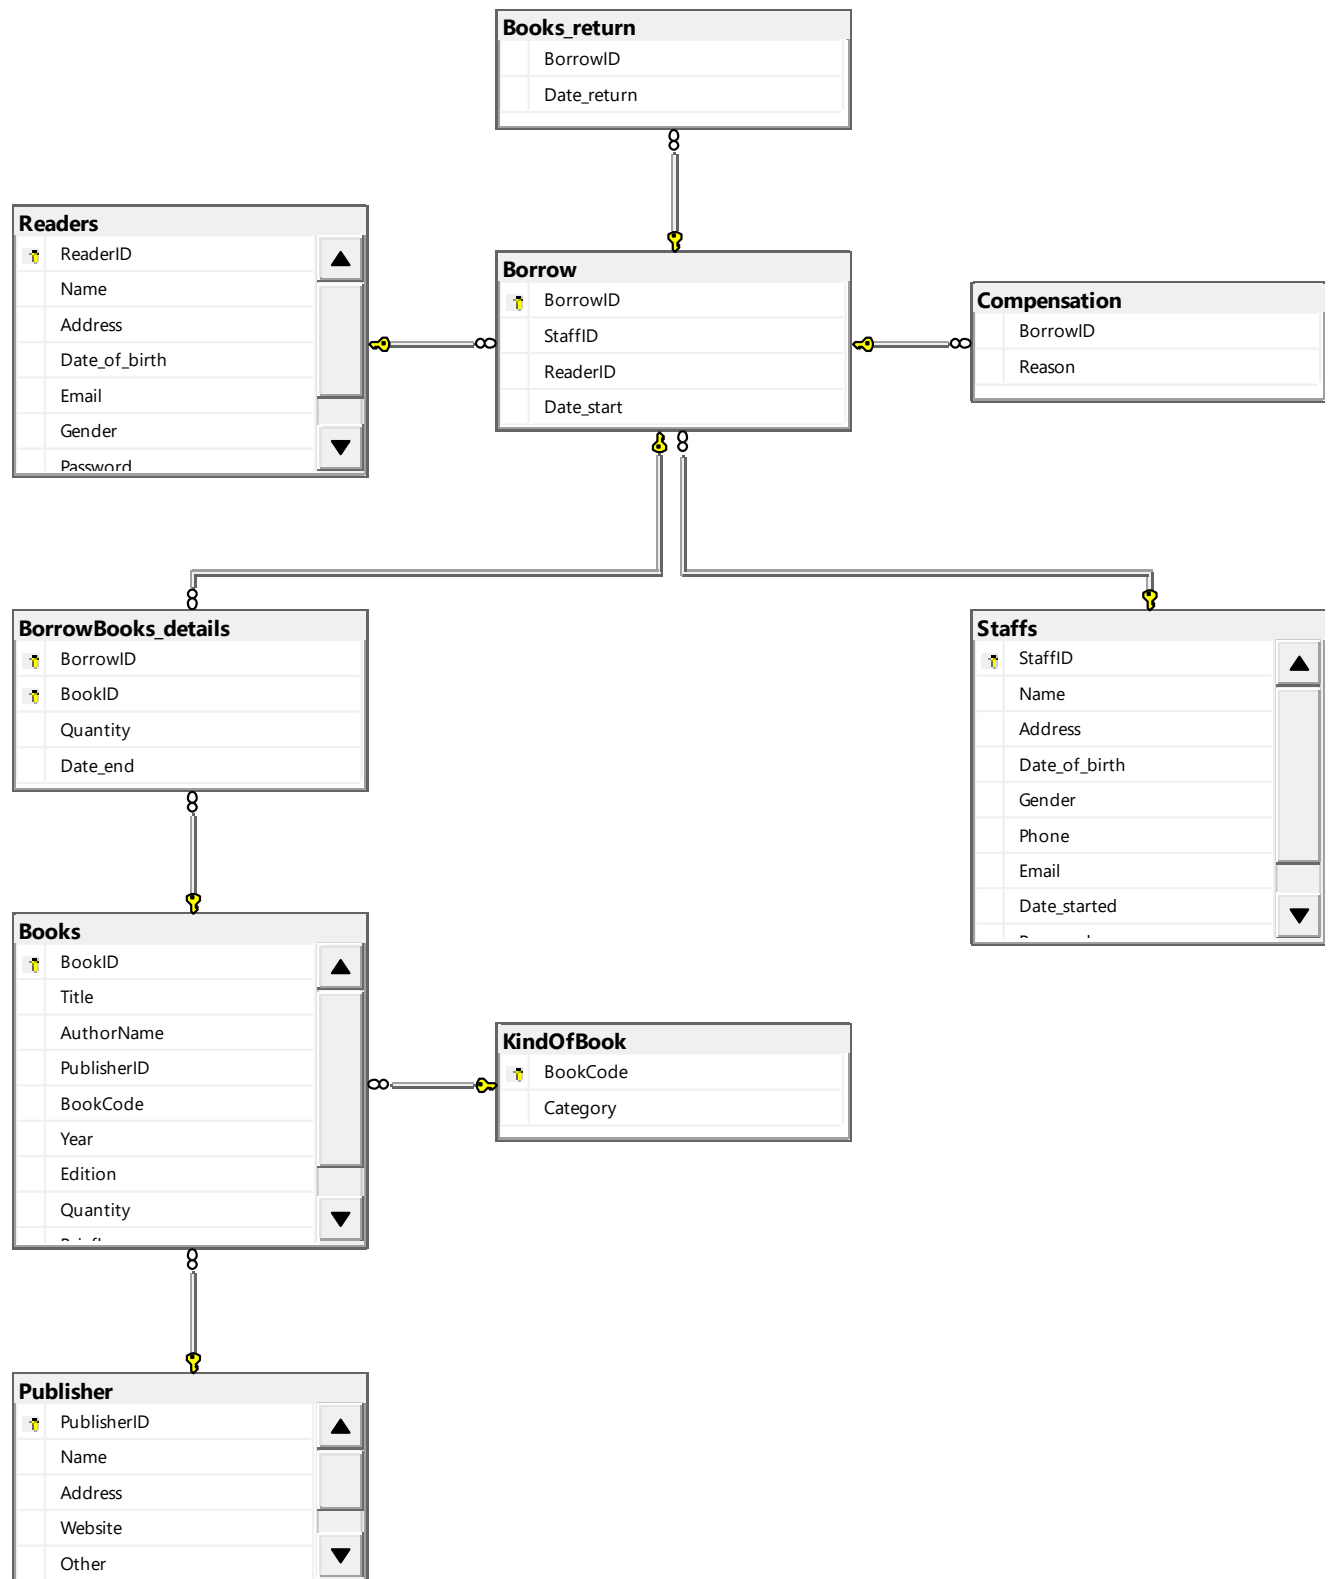 Books_return
BorrowID
Date_return
Readers
ReaderID
Name
Address
Date_of_birth
Email
Gender
Password
Borrow
BorrowID
StaffID
ReaderID
Date_start
Compensation
BorrowID
Reason
BorrowBooks_details
BorrowID
BookID
Quantity
Date_end
Staffs
StaffID
Name
Address
Date_of_birth
Gender
Phone
Email
Date_started
Books
BookID
Title
AuthorName
PublisherID
BookCode
Year
Edition
Quantity
KindOfBook
BookCode
Category
Publisher
PublisherID
Name
Address
Website
Other